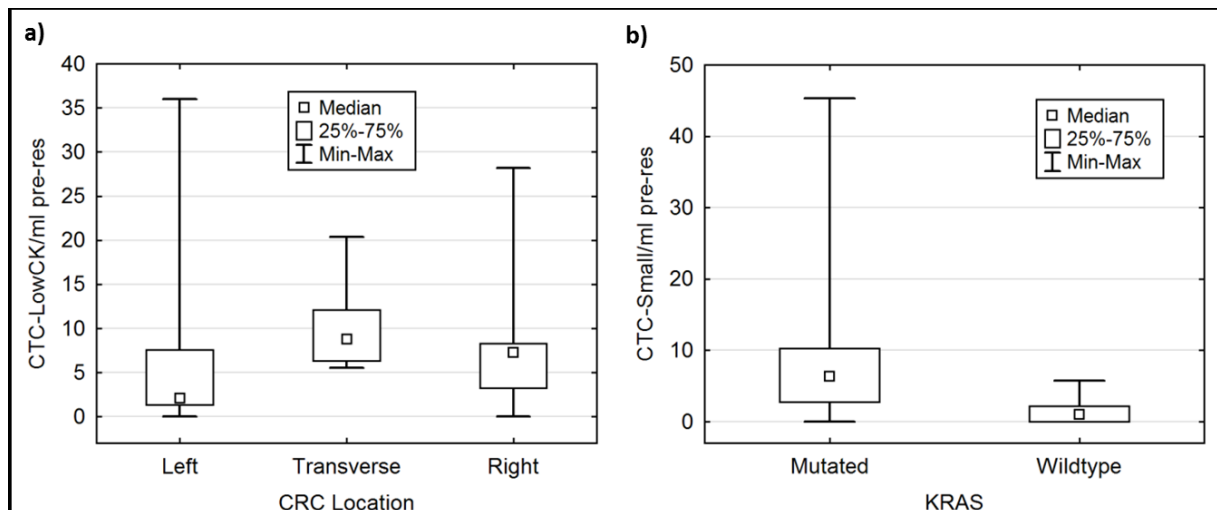 a)
CTC-LowCK/ml pre-res
40
35
30
25
20
15
10
5
0
Median
25%-75%
Min-Max
Left Transverse Right
CRC Location
b)
CTC-Small/ml pre-res
50
40
30
20
10
0
Median
25%-75%
Min-Max
Mutated Wildtype
KRAS